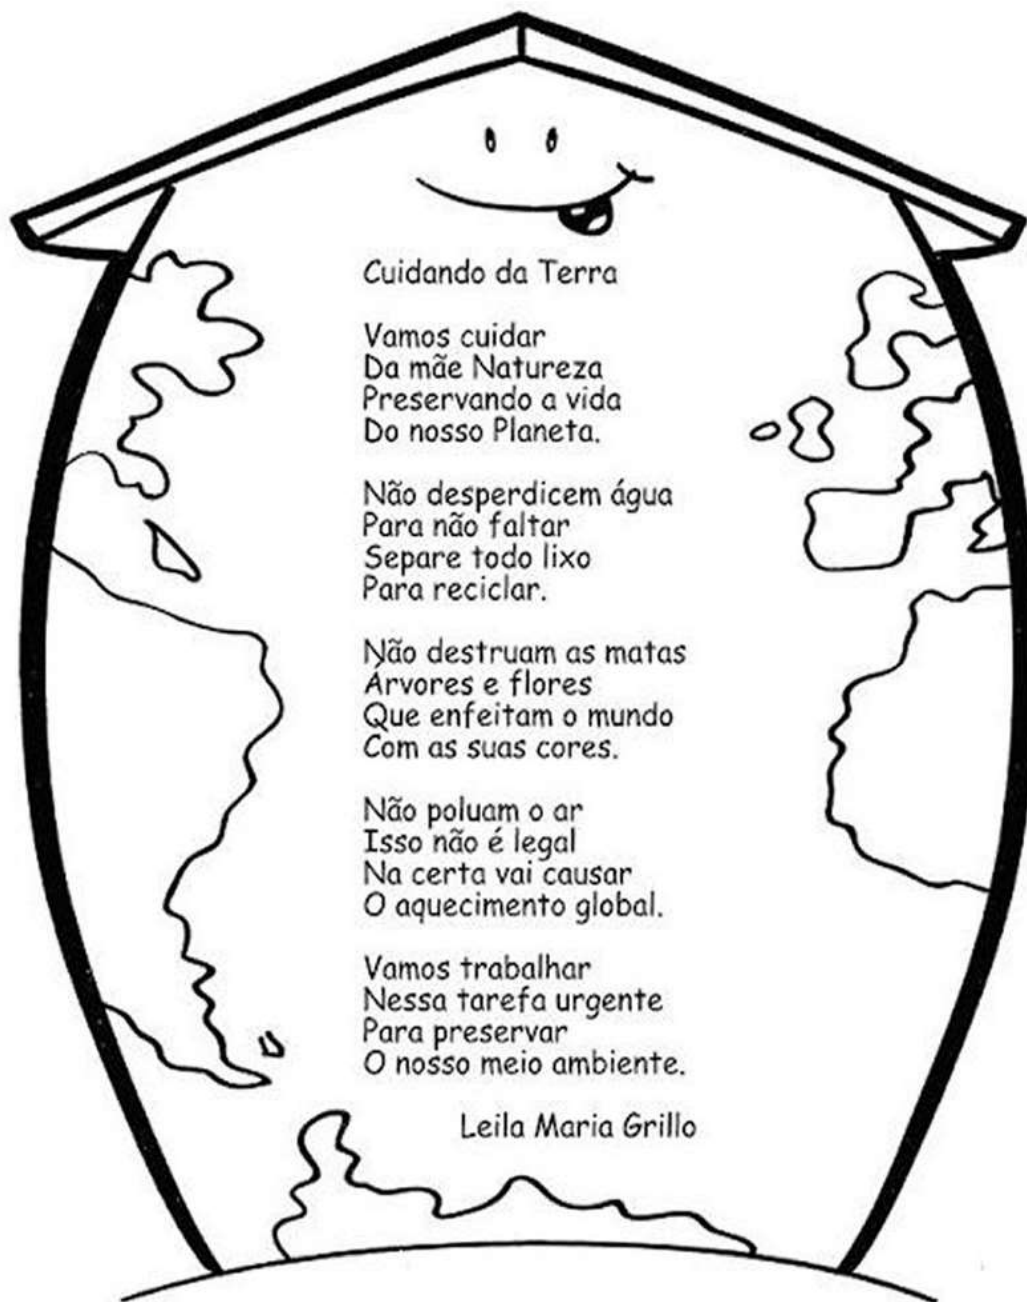 Cuidando da Terra
Vamos cuidar
Da mãe Natureza
Preservando a vida
Do nosso Planeta.
Não desperdicem água
Para não faltar
Separe todo lixo
Para reciclar.
Não destruam as matas
Árvores e flores
Que enfeitam o mundo
Com as suas cores.
Não poluam o ar
Isso não é legal
Na certa vai causar
O aquecimento global.
Vamos trabalhar
Nessa tarefa urgente
Para preservar
O nosso meio ambiente.
Leila Maria Grillo